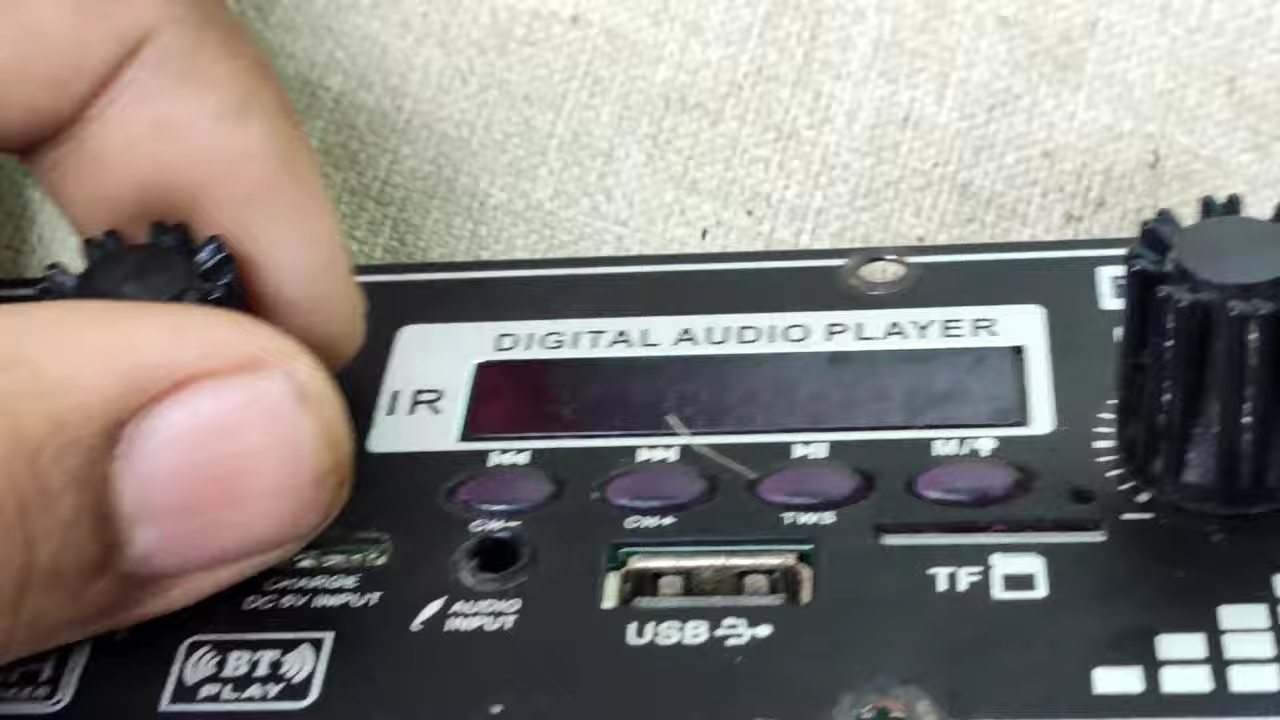 DIGITAL AUDIO PLAYER
IR
M/
CH-
CH+
TWS
CHARGE
DC 5V INPUT
AUDIO
INPUT
USB
TF
BT
PLAY